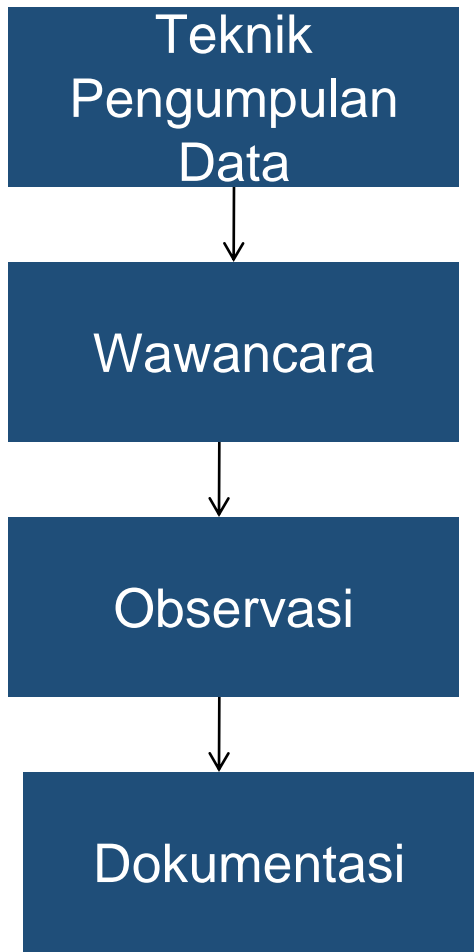 Teknik
Pengumpulan
Data
Wawancara
Observasi
Dokumentasi